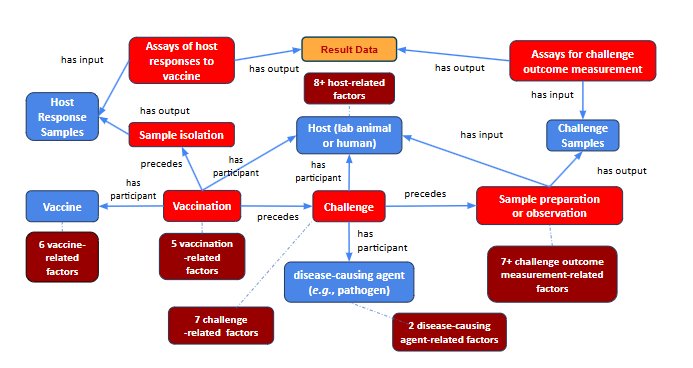 Assays of host
responses to
vaccine
Result Data
Assays for challenge
outcome measurement
has input
has output
has output
8+ host-related
factors
has input
Host
Response
Samples
has output
Sample isolation
Host (lab animal
or human)
has input
Challenge
Samples
precedes
has
participant
has
participant
has output
has
participant
Vaccine
Vaccination
precedes
Challenge
precedes
Sample preparation
or observation
6 vaccine-
related
factors
5 vaccination
-related
factors
has
participant
7+ challenge outcome
measurement-related
factors
disease-causing agent
(e.g., pathogen)
7 challenge
-related factors
2 disease-causing
agent-related factors